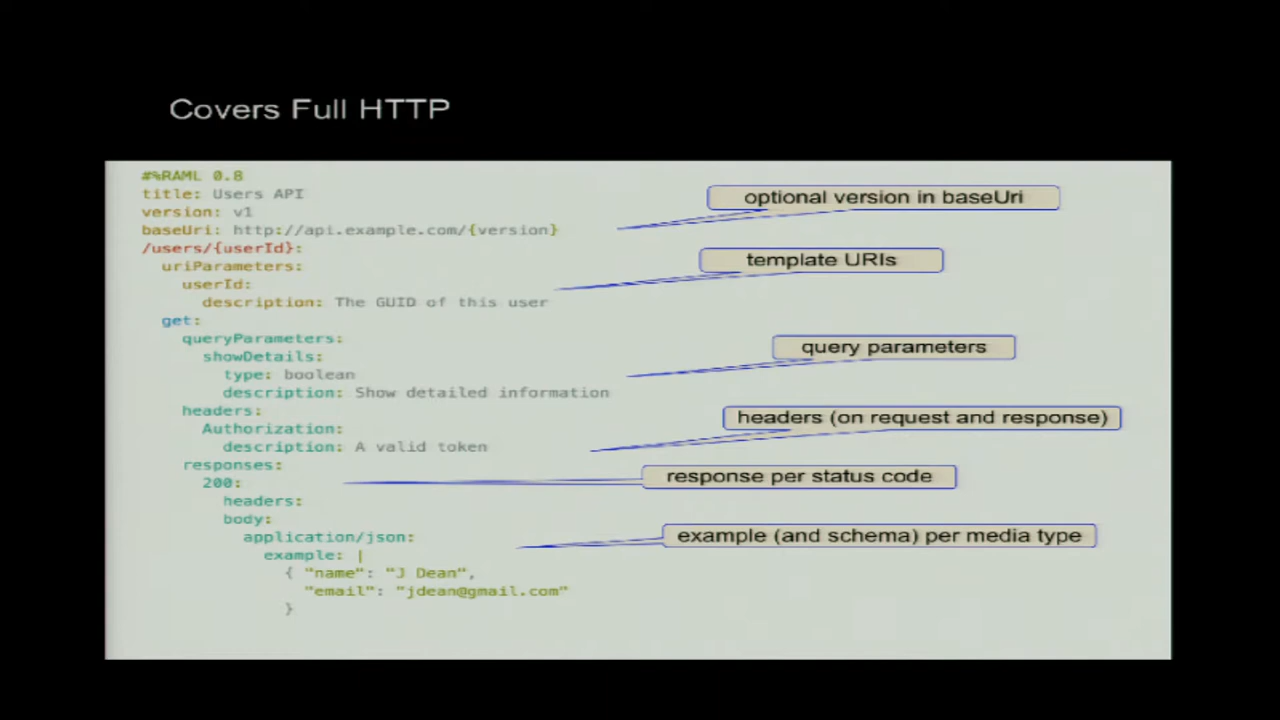 Covers Full HTTP
#%RAML 0.8
title: Users API
version: v1
baseUri: http://api.example.com/{version}
/users/{userId}:
uriParameters:
userId:
description: The GUID of this user
get:
queryParameters:
showDetails:
type: boolean
description: Show detailed information
headers:
Authorization:
description: A valid token
responses:
200:
headers:
body:
application/json:
example: |
{ "name": "J Dean",
"email": "jdean@gmail.com"
}
optional version in baseUri
template URIs
query parameters
headers (on request and response)
response per status code
example (and schema) per media type